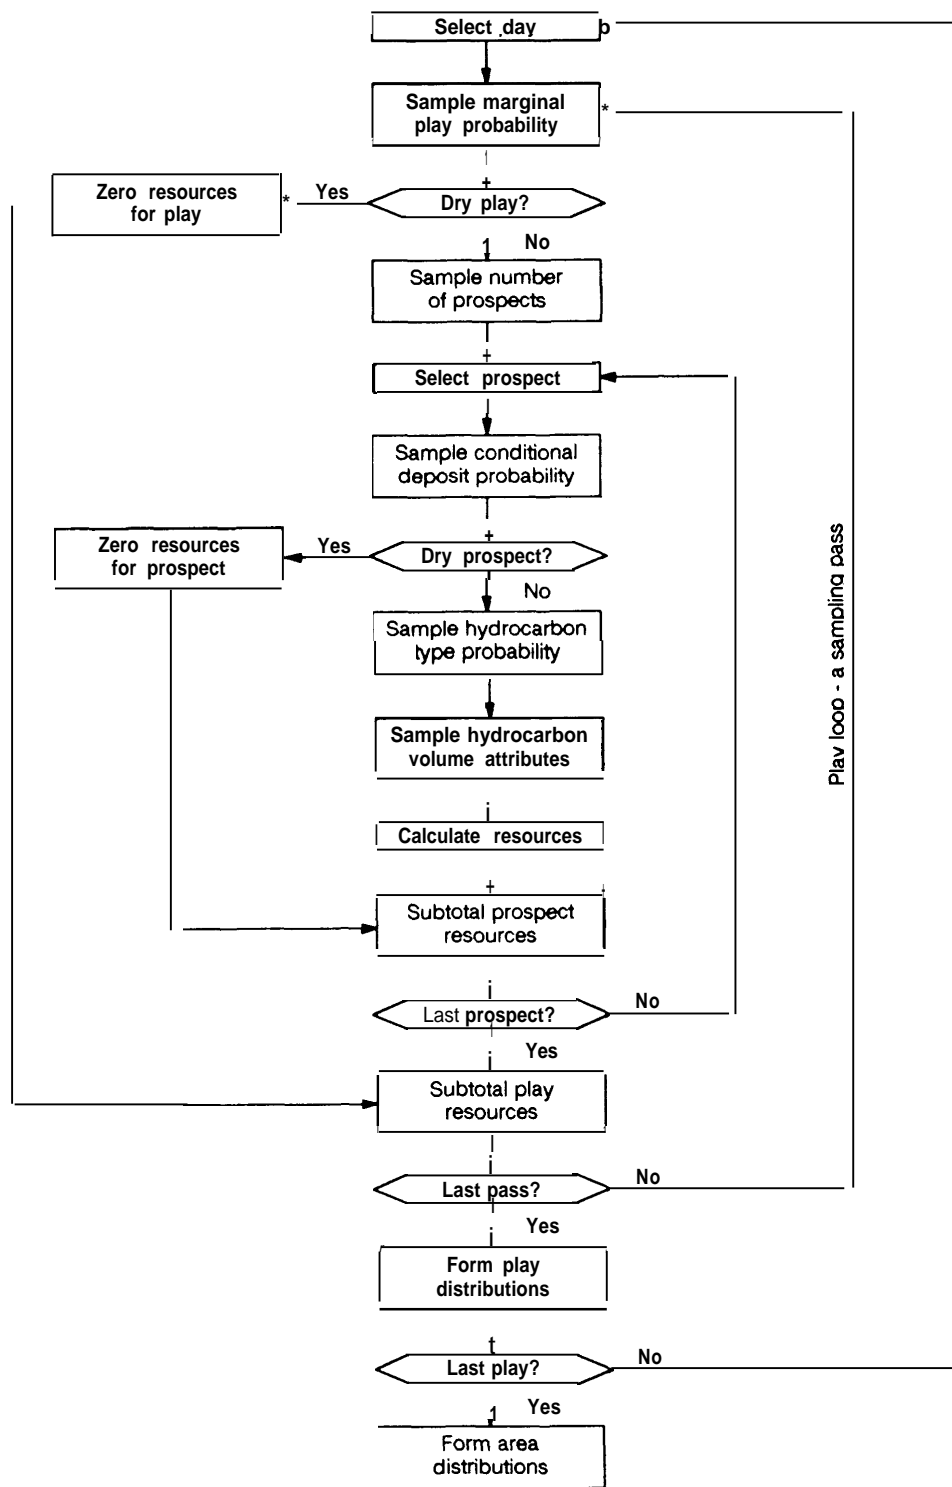 Select .day
b
Sample marginal
play probability
*
Zero resources
for play
*
Yes
Dry play?
1 No
Sample number
of prospects
Select prospect
Sample conditional
deposit probability
Zero resources
for prospect
Yes
Dry prospect?
No
Sample hydrocarbon
type probability
Sample hydrocarbon
volume attributes
i
Calculate resources
Subtotal prospect
resources
i
Last prospect?
No
i Yes
Subtotal play
resources
i
Last pass?
No
i Yes
Form play
distributions
t
Last play?
No
1 Yes
Form area
distributions
Play loop - a sampling pass